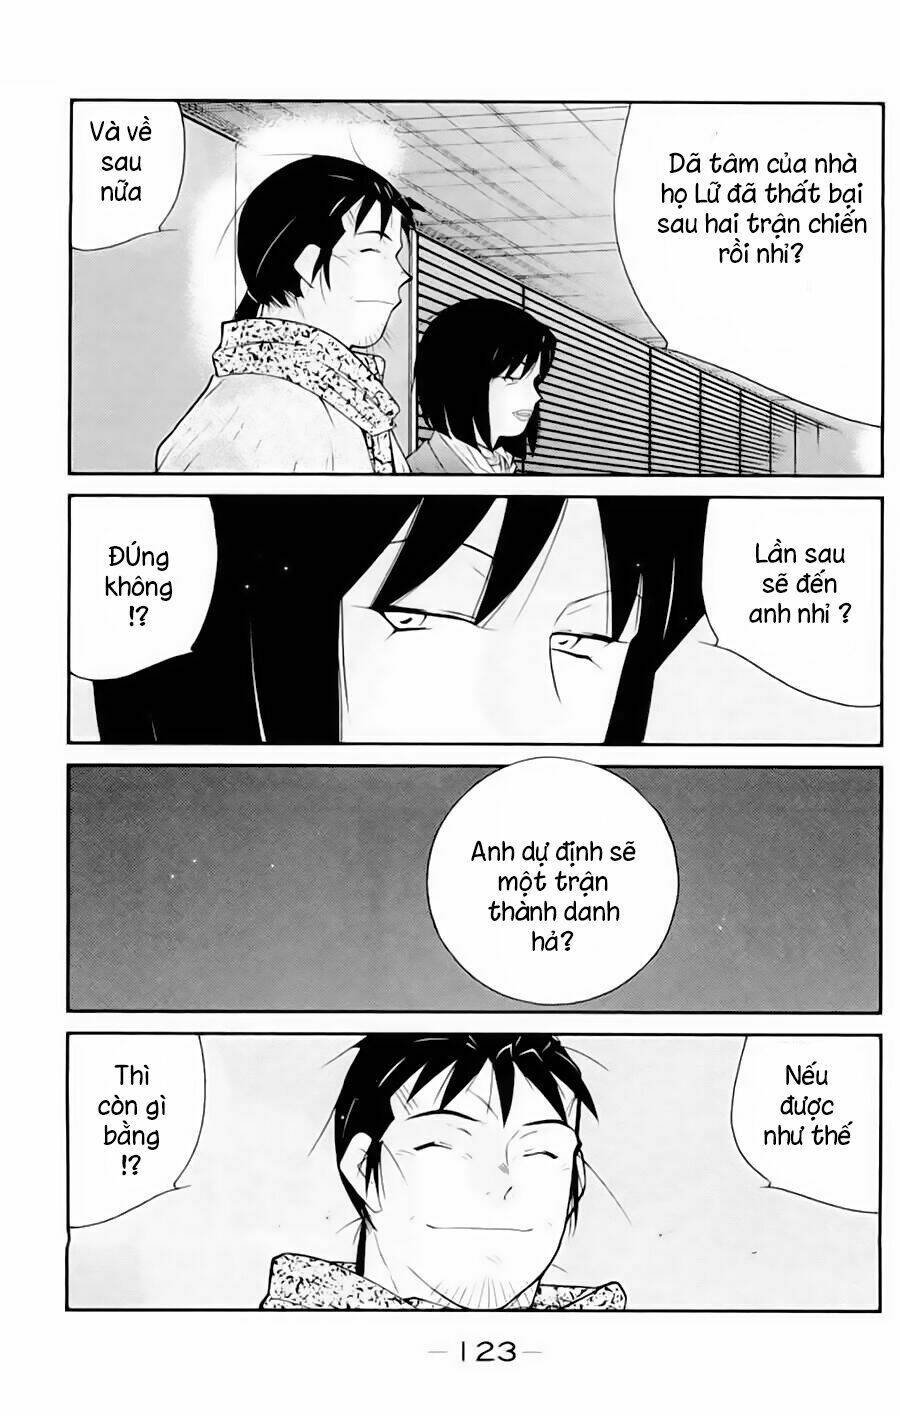 Dã tâm của nhà
họ Lữ đã thất bại
sau hai trận chiến
rồi nhỉ?
Và về
sau
nữa
Lần sau
sẽ đến
anh nhỉ ?
ĐÚng
không
!?
Anh dự định sẽ
một trận
thành danh
hả?
Nếu
được
như thế
Thì
còn gì
bằng
!?
123